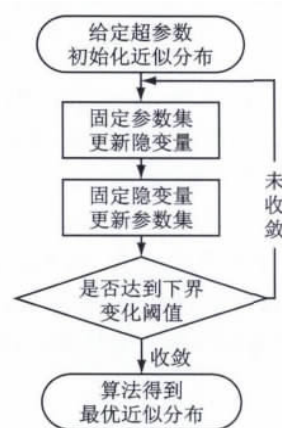 给定超参数
初始化近似分布
固定参数集
更新隐变量
固定隐变量
更新参数集
未收敛
是否达到下界
变化阈值
收敛
算法得到
最优近似分布